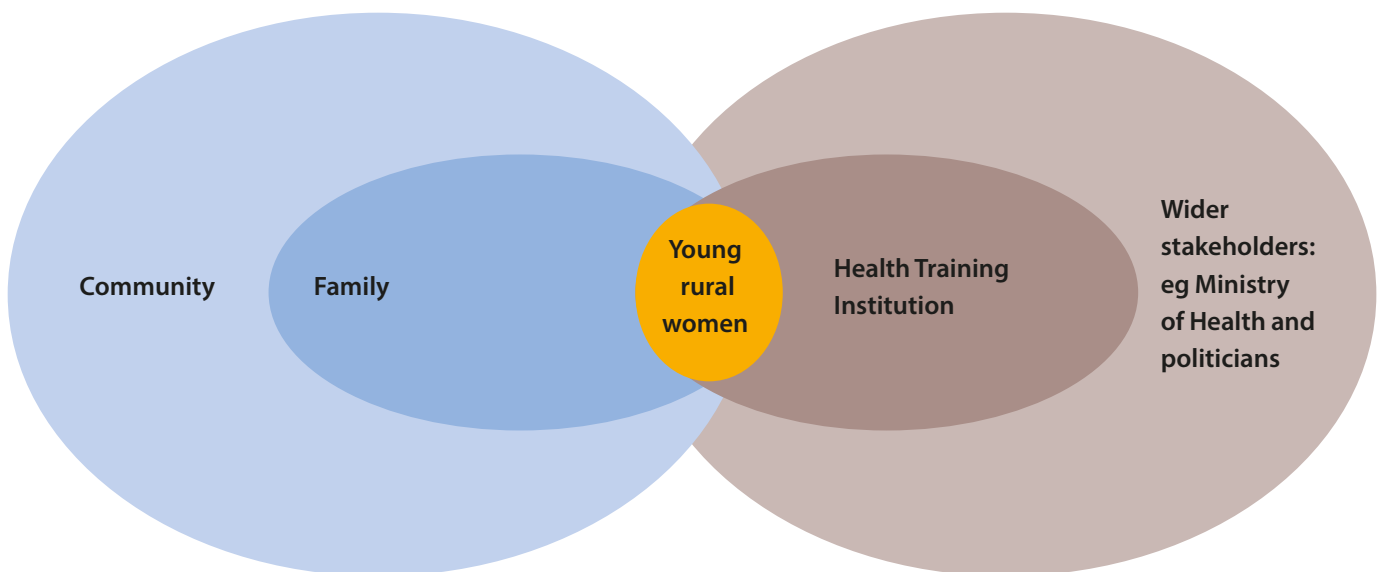 Community
Family
Young
rural
women
Health Training
Institution
Wider
stakeholders:
eg Ministry
of Health and
politicians